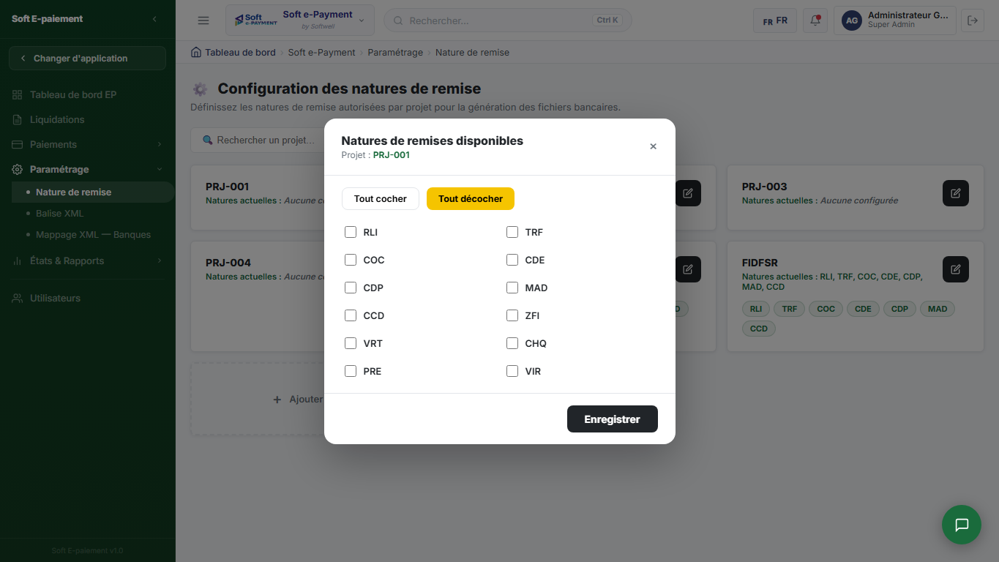 Soft E-paiement
Changer d'application
Tableau de bord EP
Liquidations
Paiements
Paramétrage
Nature de remise
Balise XML
Mappage XML — Banques
États & Rapports
Utilisateurs
Soft E-paiement v1.0
Soft e-PAYMENT
Soft e-Payment
by Softwell
Rechercher...
Ctrl K
FR FR
AG
Administrateur G...
Super Admin
Tableau de bord › Soft e-Payment › Paramétrage › Nature de remise
Configuration des natures de remise
Définissez les natures de remise autorisées par projet pour la génération des fichiers bancaires.
Rechercher un projet...
PRJ-001
Natures actuelles : Aucune co
PRJ-003
Natures actuelles : Aucune configurée
PRJ-004
Natures actuelles : Aucune co
FIDFSR
Natures actuelles : RLI, TRF, COC, CDE, CDP,
MAD, CCD
RLI TRF COC CDE CDP MAD
CCD
+ Ajouter
Natures de remises disponibles
Projet : PRJ-001
×
Tout cocher
Tout décocher
RLI TRF
COC CDE
CDP MAD
CCD ZFI
VRT CHQ
PRE VIR
Enregistrer